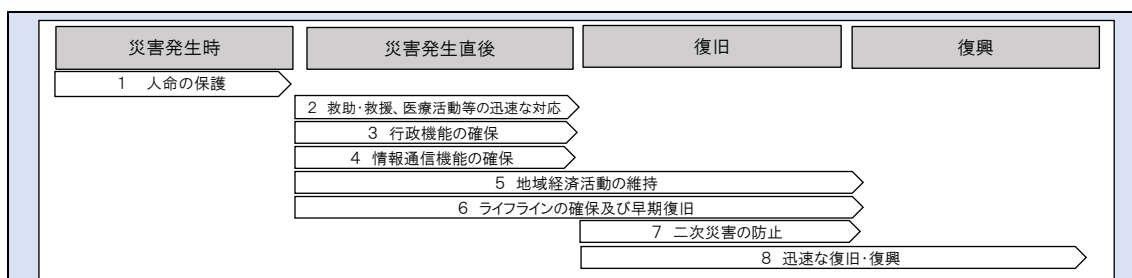 災害発生時
災害発生直後
復旧
復興
1 人命の保護
2 救助・救援、医療活動等の迅速な対応
3 行政機能の確保
4 情報通信機能の確保
5 地域経済活動の維持
6 ライフラインの確保及び早期復旧
7 二次災害の防止
8 迅速な復旧・復興